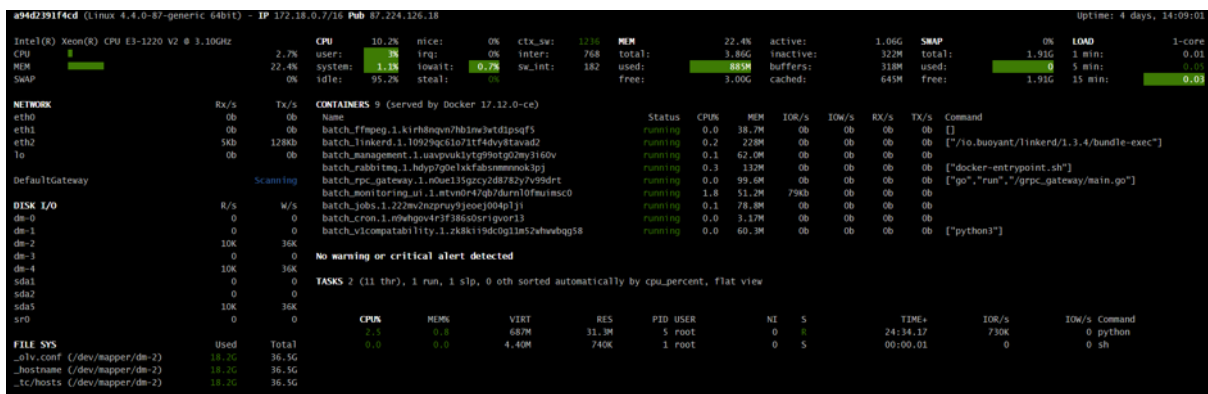 a94d2391f4cd (Linux 4.4.0-87-generic 64bit) - IP 172.18.0.7/16 Pub 87.224.126.18 Uptime: 4 days, 14:09:01
Intel(R) Xeon(R) CPU E3-1220 V2 @ 3.10GHz CPU 10.2% nice: 0% ctx_sw: 1236 MEM 22.4% active: 1.06G SWAP 0% LOAD 1-core
CPU 2.7% user: 3% irq: 0% inter: 768 total: 3.86G inactive: 322M total: 1.91G 1 min: 0.01
MEM 22.4% system: 1.1% iowait: 0.7% sw_int: 182 used: 885M buffers: 318M used: 0 5 min: 0.05
SWAP 0% idle: 95.2% steal: 0% free: 3.00G cached: 645M free: 1.91G 15 min: 0.03
NETWORK Rx/s Tx/s CONTAINERS 9 (served by Docker 17.12.0-ce)
eth0 0b 0b Name Status CPU% MEM IOR/s IOW/s RX/s TX/s Command
eth1 0b 0b batch_ffmpeg.1.kirh8nqvn7hb1nw3wtd1psqf5 running 0.0 38.7M 0b 0b 0b 0b []
eth2 5Kb 128Kb batch_linkerd.1.l0929qc61o71tf4dvy8tavad2 running 0.2 228M 0b 0b 0b 0b ["/io.buoyant/linkerd/1.3.4/bundle-exec"]
lo 0b 0b batch_management.1.uavpvuk1ytg99otg02my3i60v running 0.1 62.0M 0b 0b 0b 0b
batch_rabbitmq.1.hdyp7g0elxkfabsnmmnnok3pj running 0.3 132M 0b 0b 0b 0b ["docker-entrypoint.sh"]
DefaultGateway Scanning batch_rpc_gateway.1.n0ue135gzcy2d8782y7v99drt running 0.0 99.6M 0b 0b 0b 0b ["go","run","/grpc_gateway/main.go"]
batch_monitoring_ui.1.mtvn0r47qb7durnl0fmuimsc0 running 1.8 51.2M 79Kb 0b 0b 0b
DISK I/O R/s W/s batch_jobs.1.222mv2nzpruy9jeoej004plji running 0.1 78.8M 0b 0b 0b 0b
dm-0 0 0 batch_cron.1.n9whgov4r3f386s0srigvor13 running 0.0 3.17M 0b 0b 0b 0b
dm-1 0 0 batch_v1compatability.1.zk8kii9dc0g11m52whwwbqg58 running 0.0 60.3M 0b 0b 0b 0b ["python3"]
dm-2 10K 36K
dm-3 0 0 No warning or critical alert detected
dm-4 10K 36K
sda1 0 0 TASKS 2 (11 thr), 1 run, 1 slp, 0 oth sorted automatically by cpu_percent, flat view
sda2 0 0
sda5 10K 36K
sr0 0 0 CPU% MEM% VIRT RES PID USER NI S TIME+ IOR/s IOW/s Command
2.5 0.8 687M 31.3M 5 root 0 R 24:34.17 730K 0 python
FILE SYS Used Total 0.0 0.0 4.40M 740K 1 root 0 S 00:00.01 0 0 sh
_olv.conf (/dev/mapper/dm-2) 18.2G 36.5G
_hostname (/dev/mapper/dm-2) 18.2G 36.5G
_tc/hosts (/dev/mapper/dm-2) 18.2G 36.5G